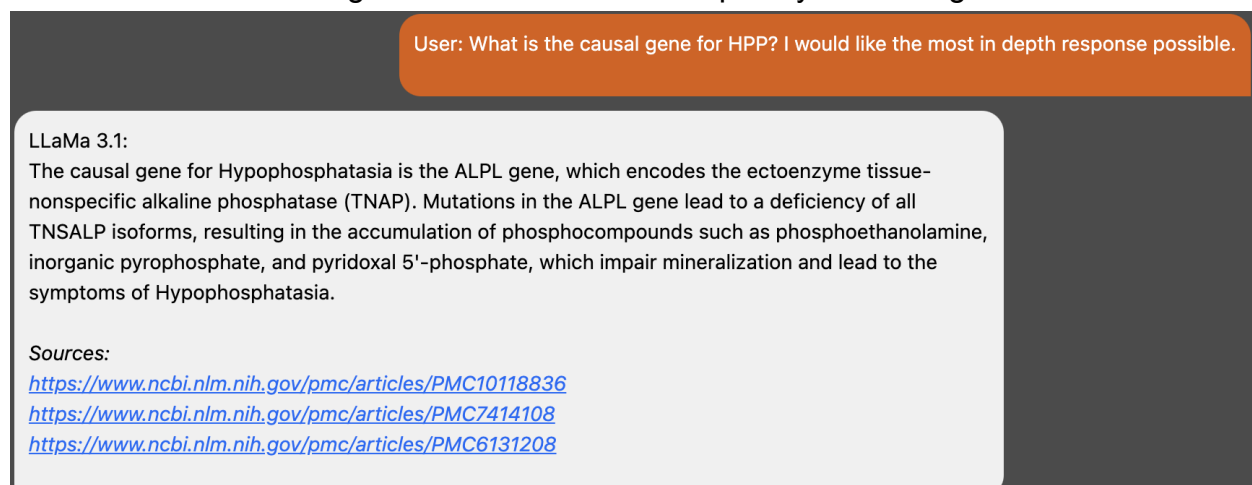 User: What is the causal gene for HPP? I would like the most in depth response possible.
LLaMa 3.1:
The causal gene for Hypophosphatasia is the ALPL gene, which encodes the ectoenzyme tissue-
nonspecific alkaline phosphatase (TNAP). Mutations in the ALPL gene lead to a deficiency of all
TNSALP isoforms, resulting in the accumulation of phosphocompounds such as phosphoethanolamine,
inorganic pyrophosphate, and pyridoxal 5'-phosphate, which impair mineralization and lead to the
symptoms of Hypophosphatasia.
Sources:
https://www.ncbi.nlm.nih.gov/pmc/articles/PMC10118836
https://www.ncbi.nlm.nih.gov/pmc/articles/PMC7414108
https://www.ncbi.nlm.nih.gov/pmc/articles/PMC6131208